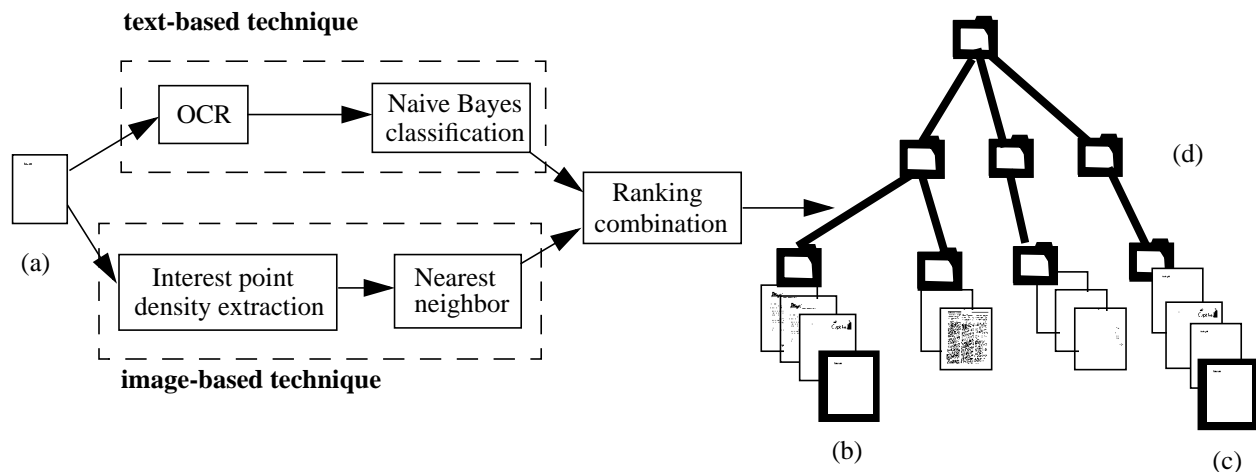 text-based technique
OCR
Naive Bayes
classification
(a)
Interest point
density extraction
Nearest
neighbor
image-based technique
Ranking
combination
(d)
(b)
(c)